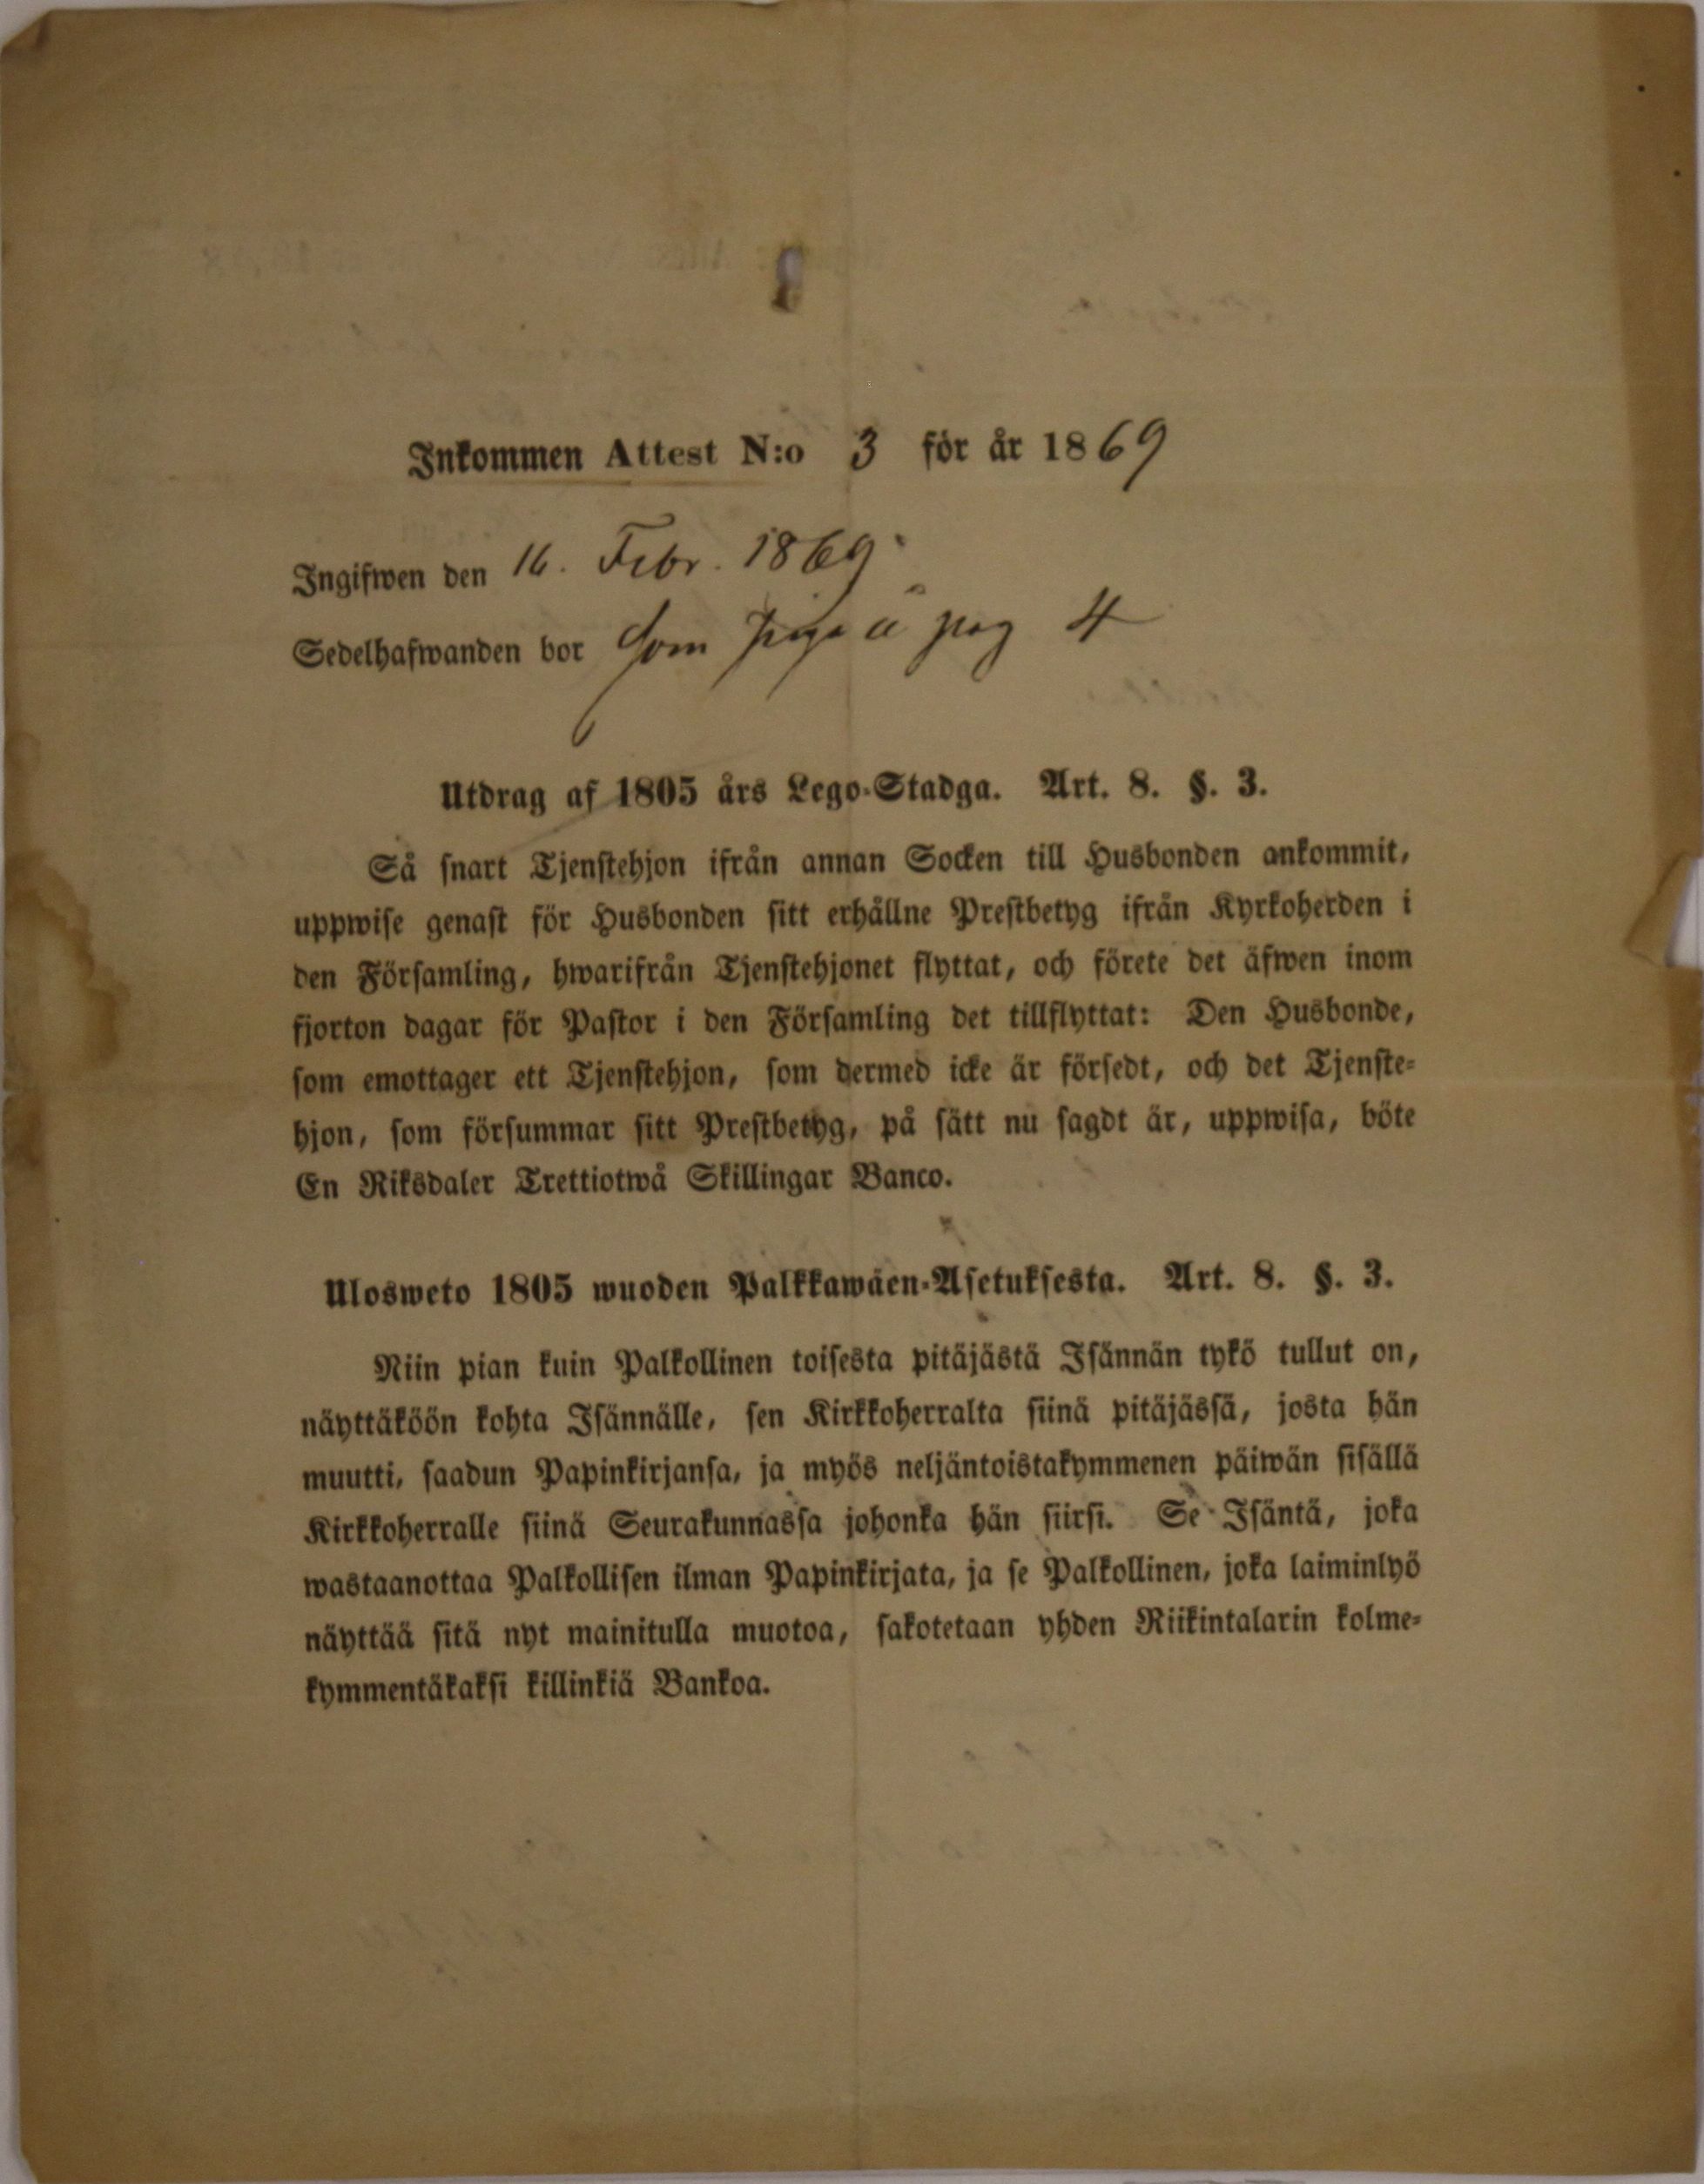 Inkommen Attest N:o 3 för år 1869
Ingifwen den 16. Febr. 1869.
Sedelhafwanden bor som piga å pag 4
Utdrag af 1805 års Lego-Stadga. Art. 8. §. 3.
Så snart Tjenstehjon ifrån annan Socken till Husbonden ankommit,
uppwise genast för Husbonden sitt erhållne Prestbetyg ifrån Kyrkoherden i
den Församling, hwarifrån Tjenstehjonet flyttat, och förete det äfwen inom
fjorton dagar för Pastor i den Församling det tillflyttat: Den Husbonde,
som emottager ett Tjenstehjon, som dermed icke är försedt, och det Tjenste-
hjon, som försummar sitt Prestbetyg, på sätt nu sagdt är, uppwisa, böte
En Riksdaler Trettiotwå Skillingar Banco.
Ulosweto 1805 wuoden Palkkawäen-Asetuksesta. Art. 8. §. 3.
Niin pian kuin Palkollinen toisesta pitäjästä Isännän tykö tullut on,
näyttäköön kohta Isännälle, sen Kirkkoherralta siinä pitäjässä, josta hän
muutti, saadun Papinkirjansa, ja myös neljäntoistakymmenen päiwän sisällä
Kirkkoherralle siinä Seurakunnassa johonka hän siirsi. Se Isäntä, joka
wastaanottaa Palkollisen ilman Papinkirjata, ja se Palkollinen, joka laiminlyö
näyttää sitä nyt mainitulla muotoa, sakotetaan yhden Riikintalarin kolme-
kymmentäkaksi killinkiä Bankoa.